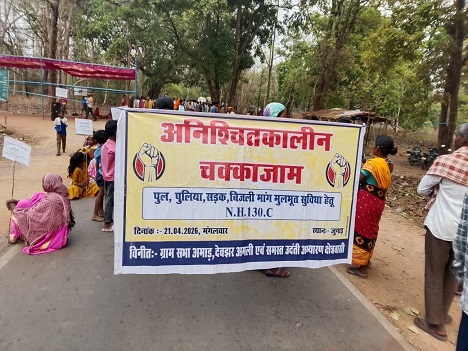 अनिश्चितकालीन
चक्काजाम
पुल, पुलिया,सड़क,बिजली मांग मुलभूत सुविधा हेतू
N.H.130.C
दिनांक :- 21.04.2026, मंगलवार
स्थान:- जुगाड़
विनीत:- ग्राम सभा अमाड़,देवझर अमली एवं समस्त उदंती अभ्यारण क्षेत्रवासी